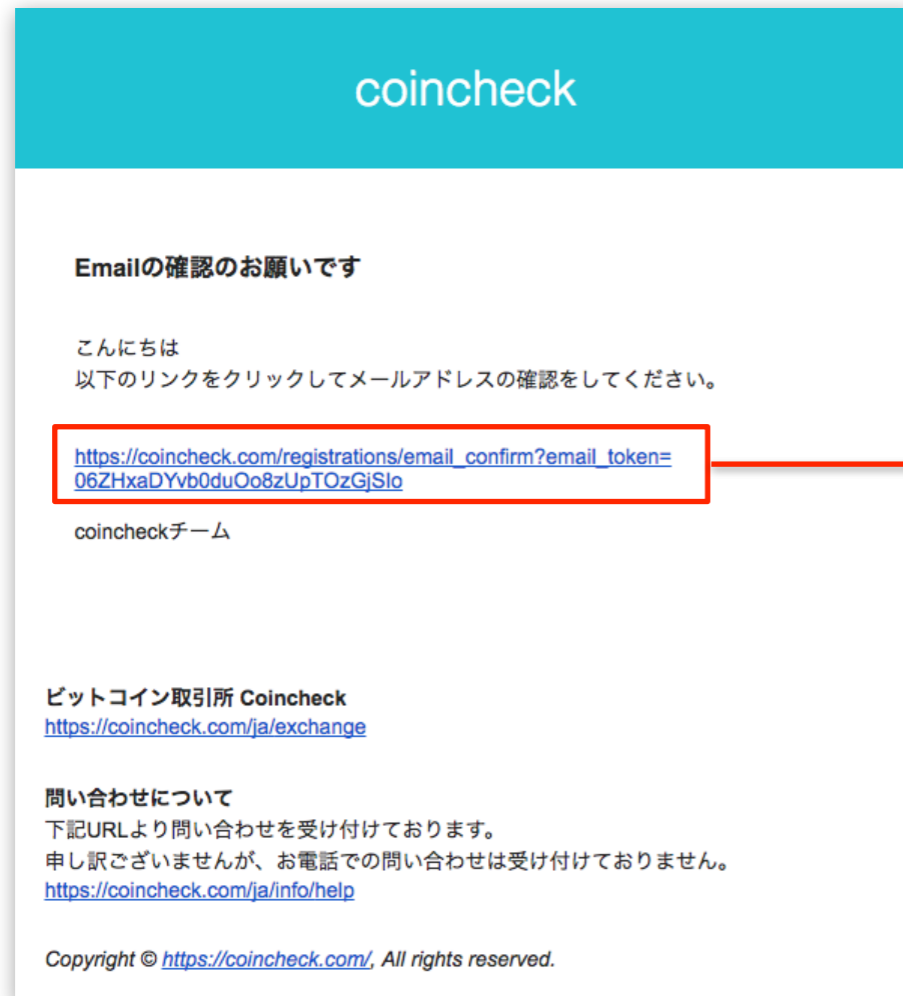 coincheck
Emailの確認のお願いです
こんにちは
以下のリンクをクリックしてメールアドレスの確認をしてください。
https://coincheck.com/registrations/email_confirm?email_token=
06ZHxaDYvb0duOo8zUpTOzGjSIo
coincheckチーム
ビットコイン取引所 Coincheck
https://coincheck.com/ja/exchange
問い合わせについて
下記URLより問い合わせを受け付けております。
申し訳ございませんが、お電話での問い合わせは受け付けておりません。
https://coincheck.com/ja/info/help
Copyright © https://coincheck.com/, All rights reserved.